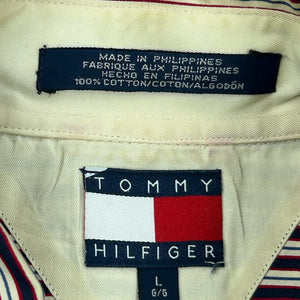 MADE IN PHILIPPINES
FABRIQUE AUX PHILIPPINES
HECHO EN FILIPINAS
100% COTTON/COTON/ALGODÓN
TOMMY
HILFIGER
L
G/G